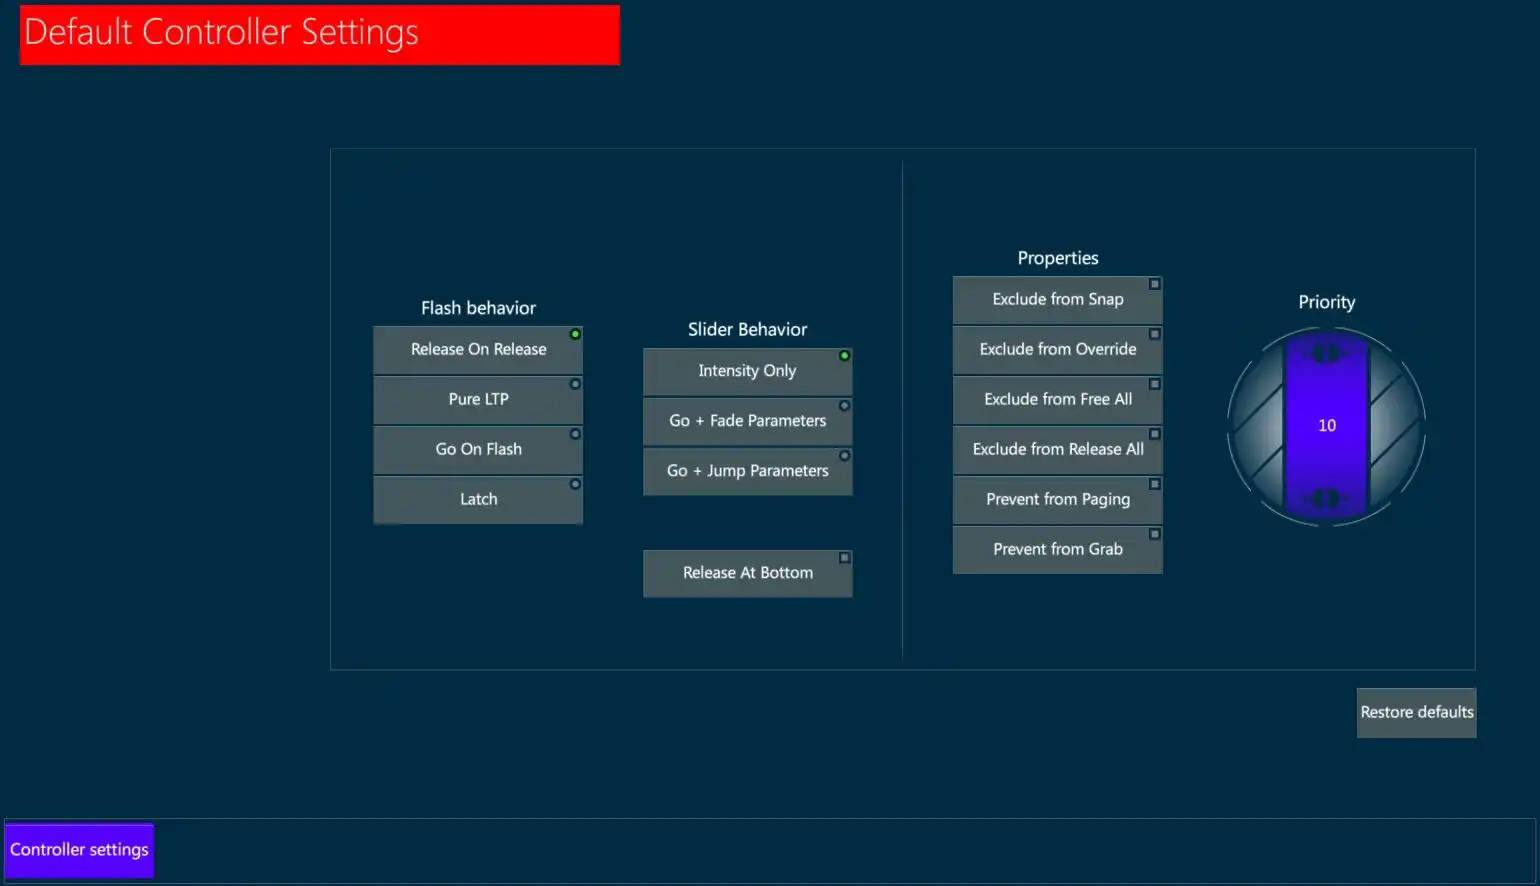 Default Controller Settings
Flash behavior
Release On Release
Pure LTP
Go On Flash
Latch
Slider Behavior
Intensity Only
Go + Fade Parameters
Go + Jump Parameters
Release At Bottom
Properties
Exclude from Snap
Exclude from Override
Exclude from Free All
Exclude from Release All
Prevent from Paging
Prevent from Grab
Priority
10
Restore defaults
Controller settings